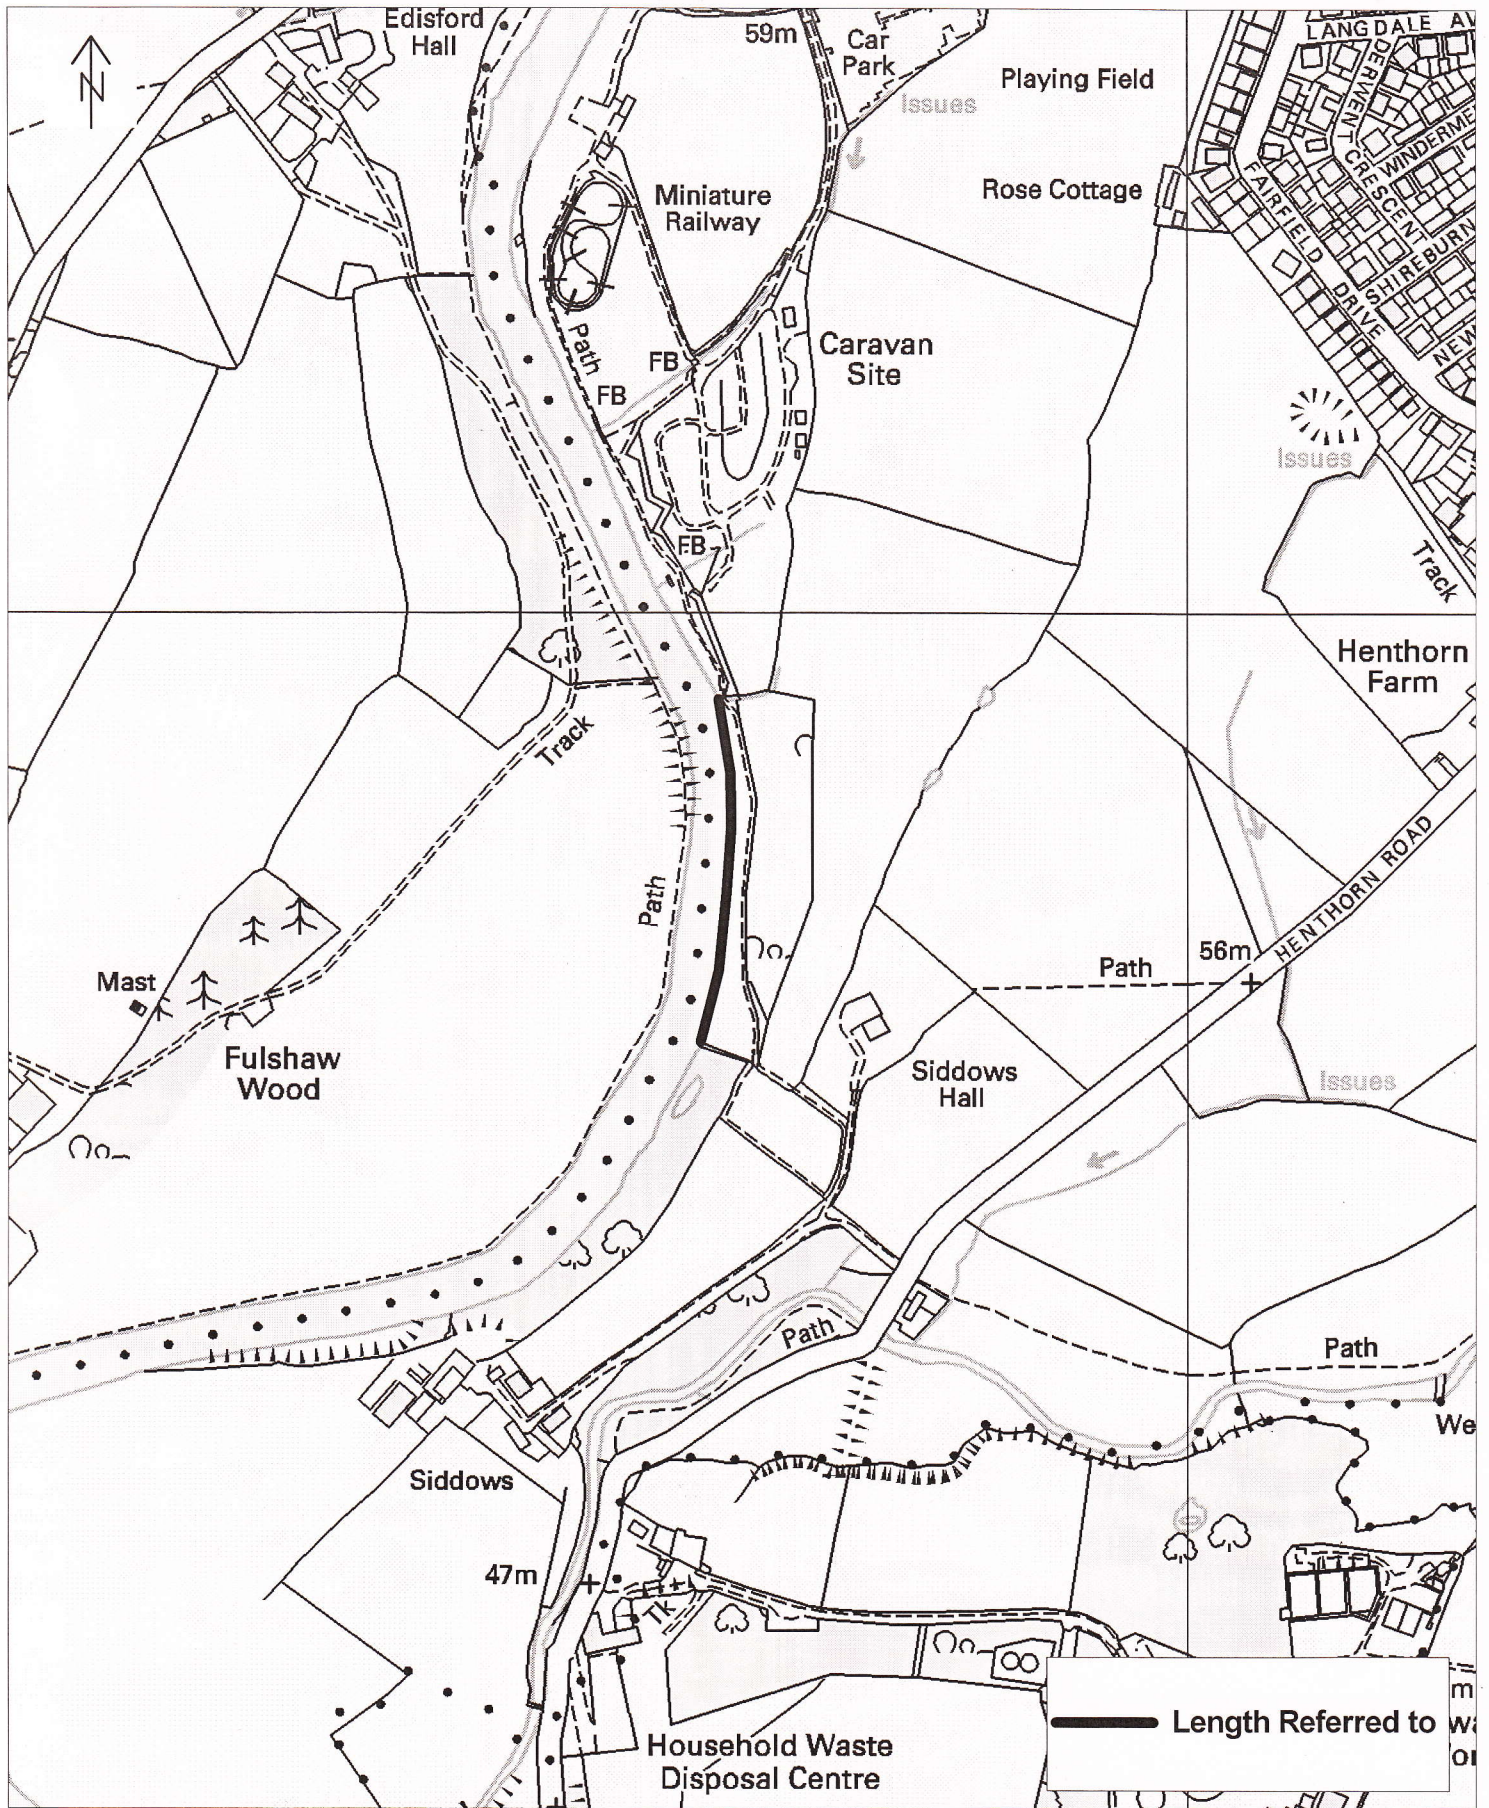 Edisford
Hall
N
59m
Car
Park
Issues
Playing Field
LANGDALE AV
DERWENT CRESCENT
WINDERME
Rose Cottage
FAIRFIELD DRIVE
SHIREBURN
NEW
Miniature
Railway
Path
FB
FB
Caravan
Site
Issues
FB
Track
Henthorn
Farm
Track
Path
HENTHORN ROAD
56m
Path
Mast
Fulshaw
Wood
Siddows
Hall
Issues
Path
Path
We
Siddows
47m
Tk
Household Waste
Disposal Centre
Length Referred to
m
wa
or